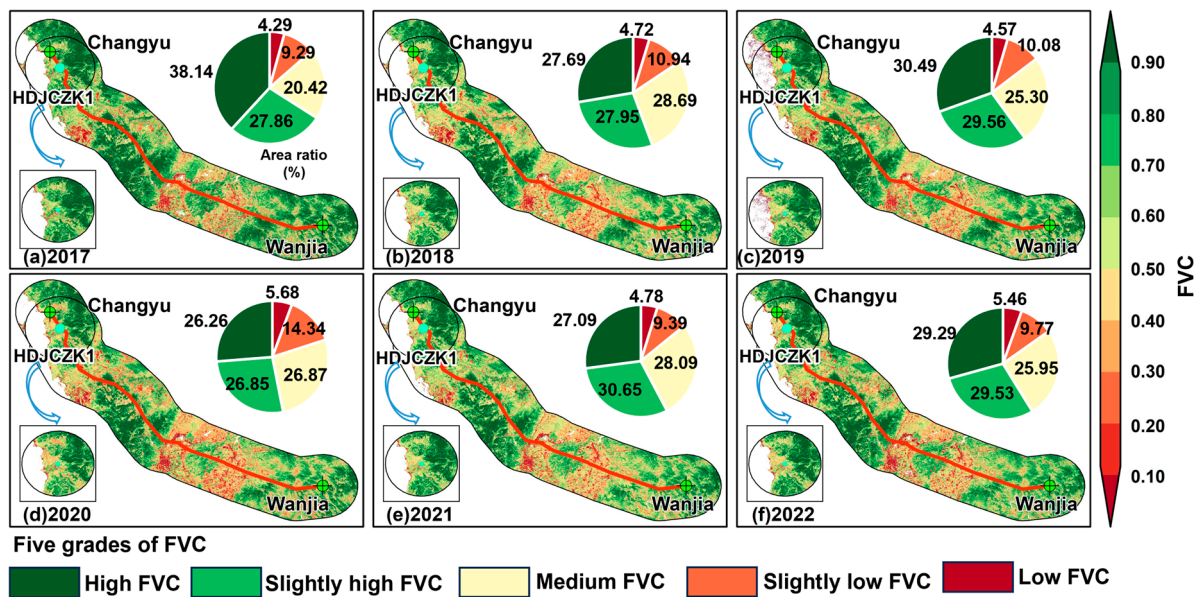 4.29
Changyu
9.29
38.14
20.42
HDJCZK1
27.86
Area ratio
(%)
Wanjia
(a)2017
4.72
Changyu
27.69
10.94
28.69
HDJCZK1
27.95
Wanjia
(b)2018
4.57
Changyu
10.08
30.49
25.30
HDJCZK1
29.56
Wanjia
(c)2019
5.68
Changyu
26.26
14.34
HDJCZK1
26.85
26.87
Wanjia
(d)2020
4.78
Changyu
27.09
9.39
HDJCZK1
28.09
30.65
Wanjia
(e)2021
5.46
Changyu
29.29
9.77
HDJCZK1
25.95
29.53
Wanjia
(f)2022
0.90
0.80
0.70
0.60
0.50
0.40
0.30
0.20
0.10
FVC
Five grades of FVC
High FVC
Slightly high FVC
Medium FVC
Slightly low FVC
Low FVC